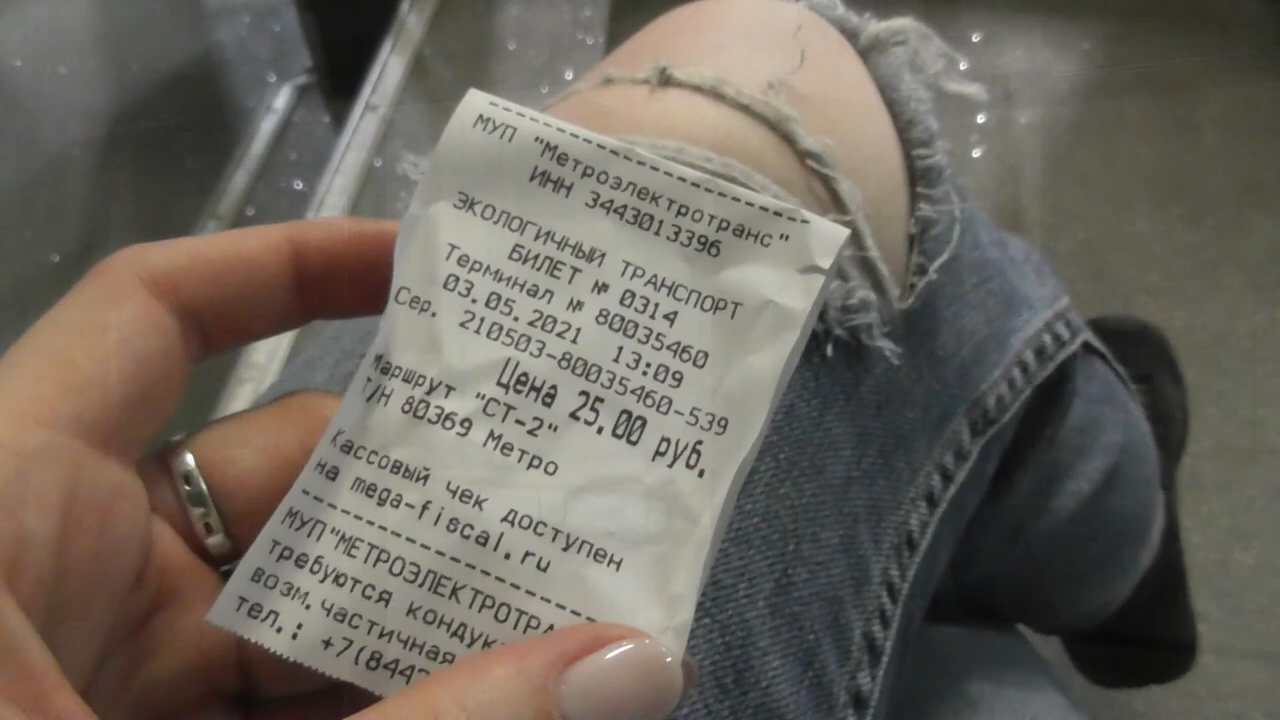 МУП "Метроэлектротранс"
ИНН 3443013396
ЭКОЛОГИЧНЫЙ ТРАНСПОРТ
БИЛЕТ № 0314
Терминал № 80035460
03.05.2021 13:09
Сер. 210503-80035460-539
Цена 25.00 руб.
Маршрут "СТ-2"
Т/Н 80369 Метро
Кассовый чек доступен
на mega-fiscal.ru
МУП"МЕТРОЭЛЕКТРОТРА
требуются кондук
возм.частичная
тел.: +7(844